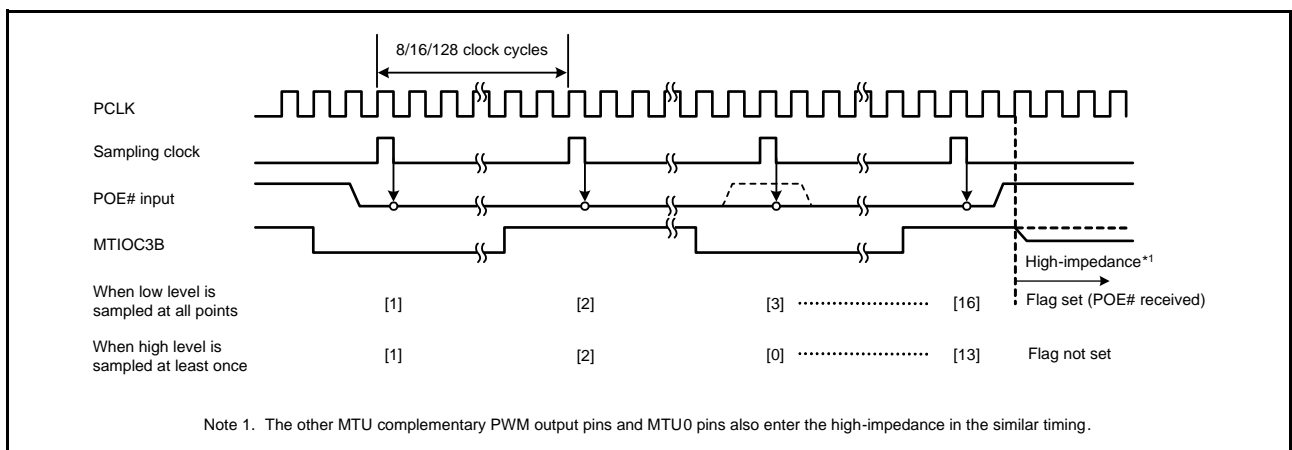 8/16/128 clock cycles
PCLK
Sampling clock
POE# input
MTIOC3B
High-impedance*1
When low level is
sampled at all points
[1] [2] [3] [16] Flag set (POE# received)
When high level is
sampled at least once
[1] [2] [0] [13] Flag not set
Note 1. The other MTU complementary PWM output pins and MTU0 pins also enter the high-impedance in the similar timing.